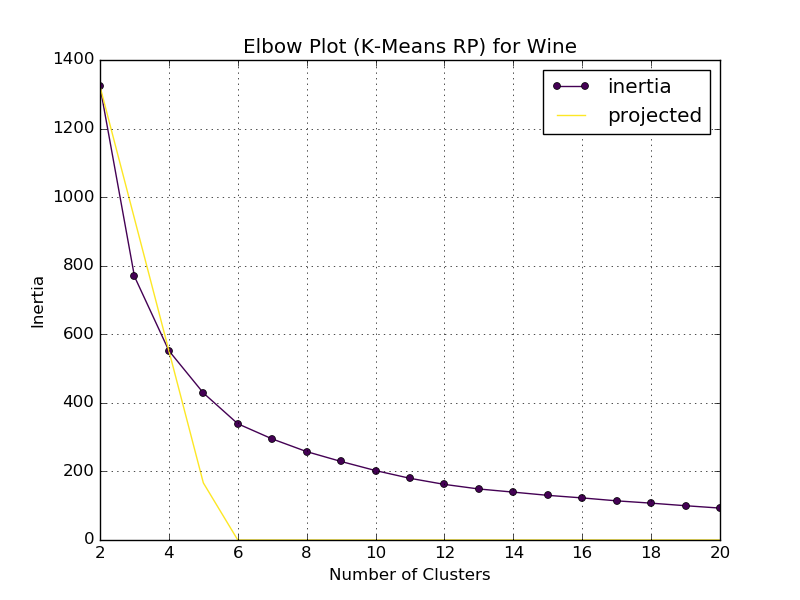 Elbow Plot (K-Means RP) for Wine
inertia
projected
1400
1200
1000
800
600
400
200
0
Inertia
2 4 6 8 10 12 14 16 18 20
Number of Clusters